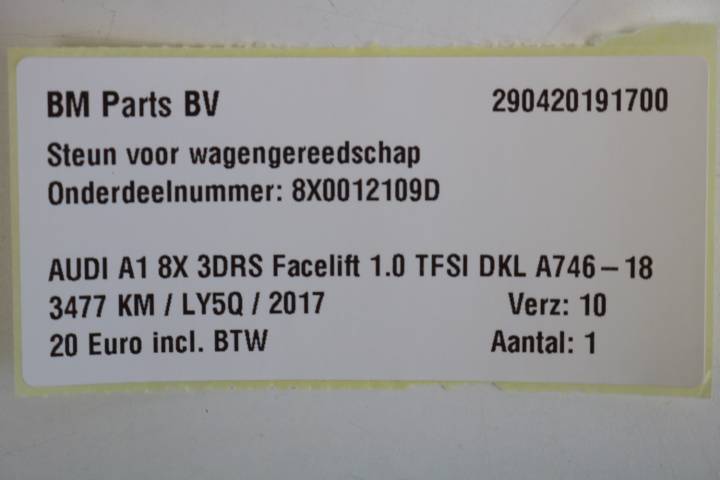 BM Parts BV 290420191700
Steun voor wagengereedschap
Onderdeelnummer: 8X0012109D
AUDI A1 8X 3DRS Facelift 1.0 TFSI DKL A746-18
3477 KM / LY5Q / 2017 Verz: 10
20 Euro incl. BTW Aantal: 1